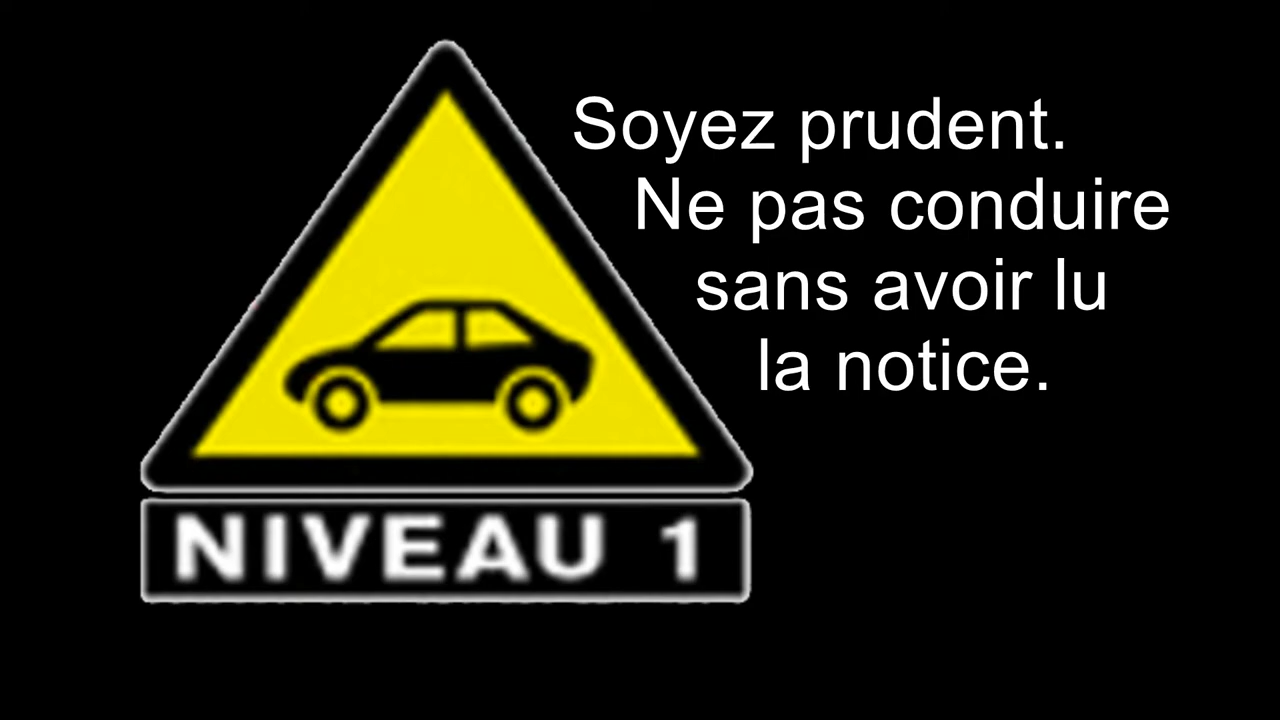 Soyez prudent.
Ne pas conduire
sans avoir lu
la notice.
NIVEAU 1